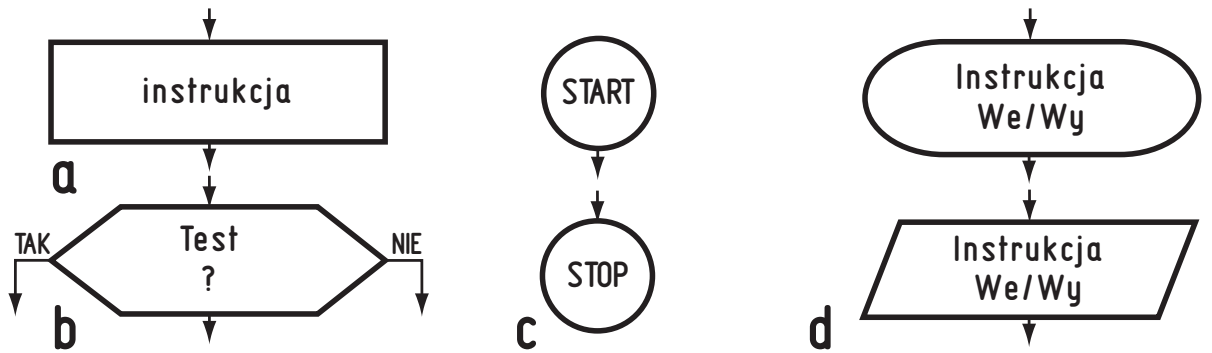 instrukcja
a
TAK
Test
?
NIE
b
START
STOP
c
Instrukcja
We/Wy
Instrukcja
We/Wy
d